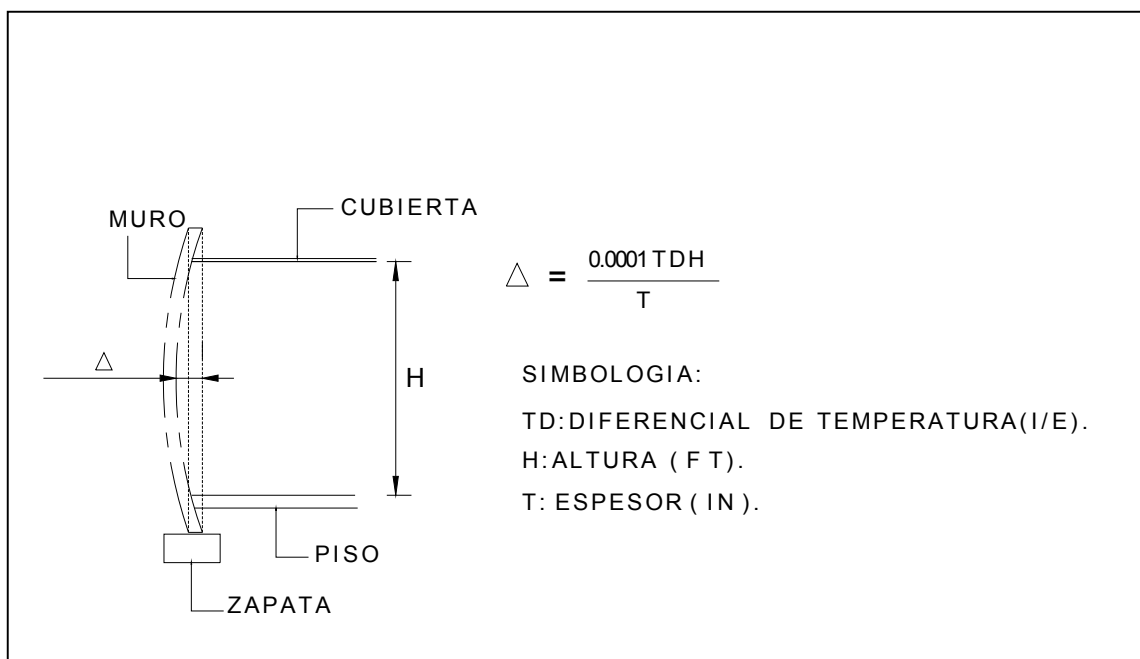 CUBIERTA
MURO
△ = 0.0001 TDH
T
△
H
SIMBOLOGIA:
TD:DIFERENCIAL DE TEMPERATURA(I/E).
H:ALTURA (FT).
T: ESPESOR (IN).
PISO
ZAPATA